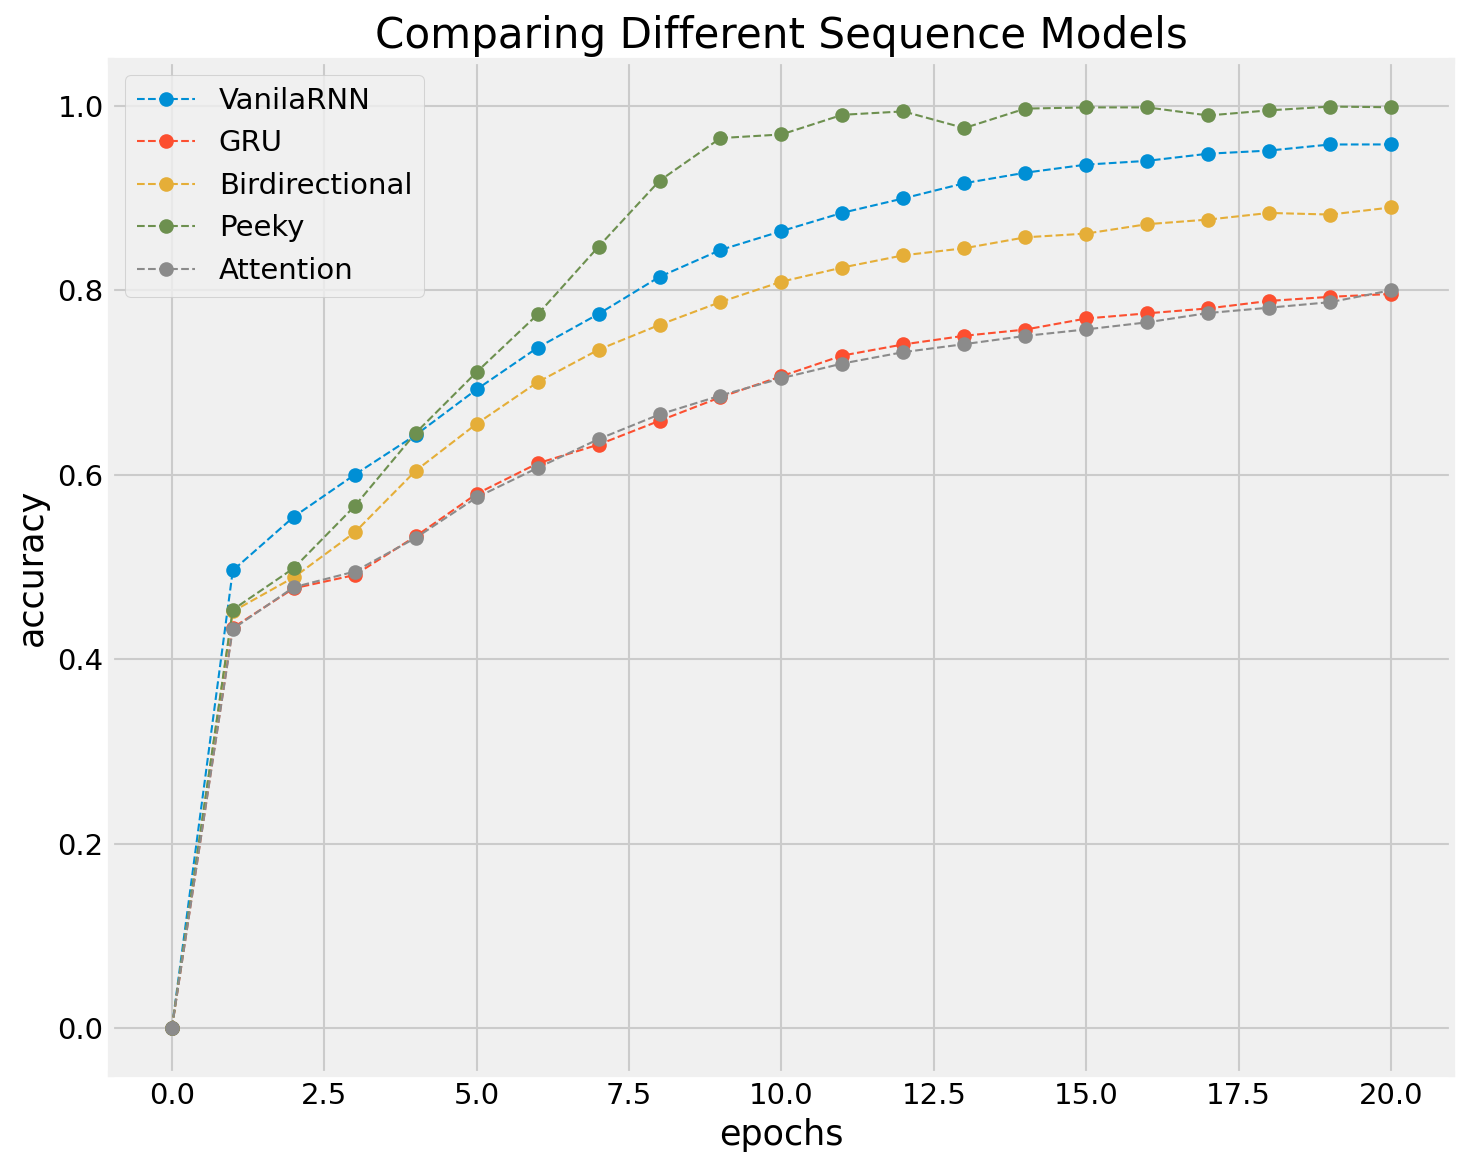 Comparing Different Sequence Models
VanilaRNN
GRU
Birdirectional
Peeky
Attention
1.0
0.8
0.6
0.4
0.2
0.0
accuracy
0.0 2.5 5.0 7.5 10.0 12.5 15.0 17.5 20.0
epochs